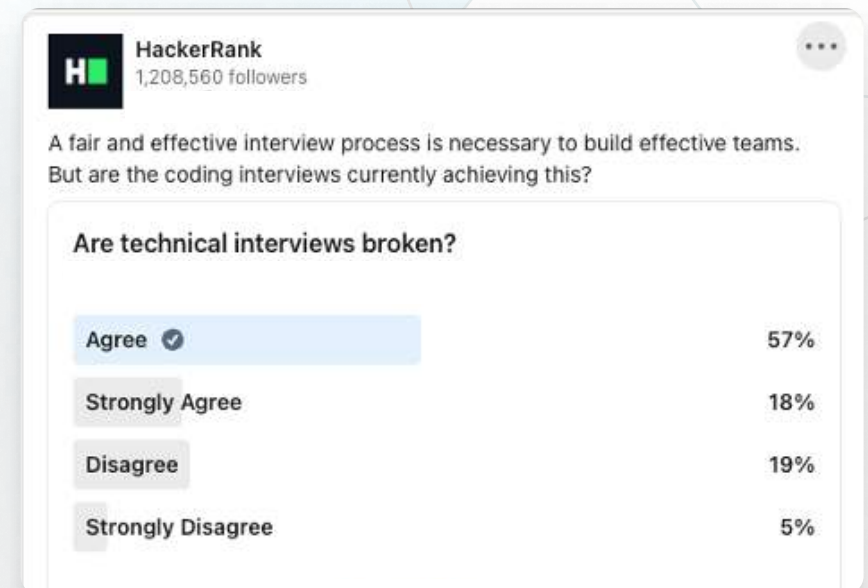 H
HackerRank
1,208,560 followers
A fair and effective interview process is necessary to build effective teams.
But are the coding interviews currently achieving this?
Are technical interviews broken?
Agree 57%
Strongly Agree 18%
Disagree 19%
Strongly Disagree 5%